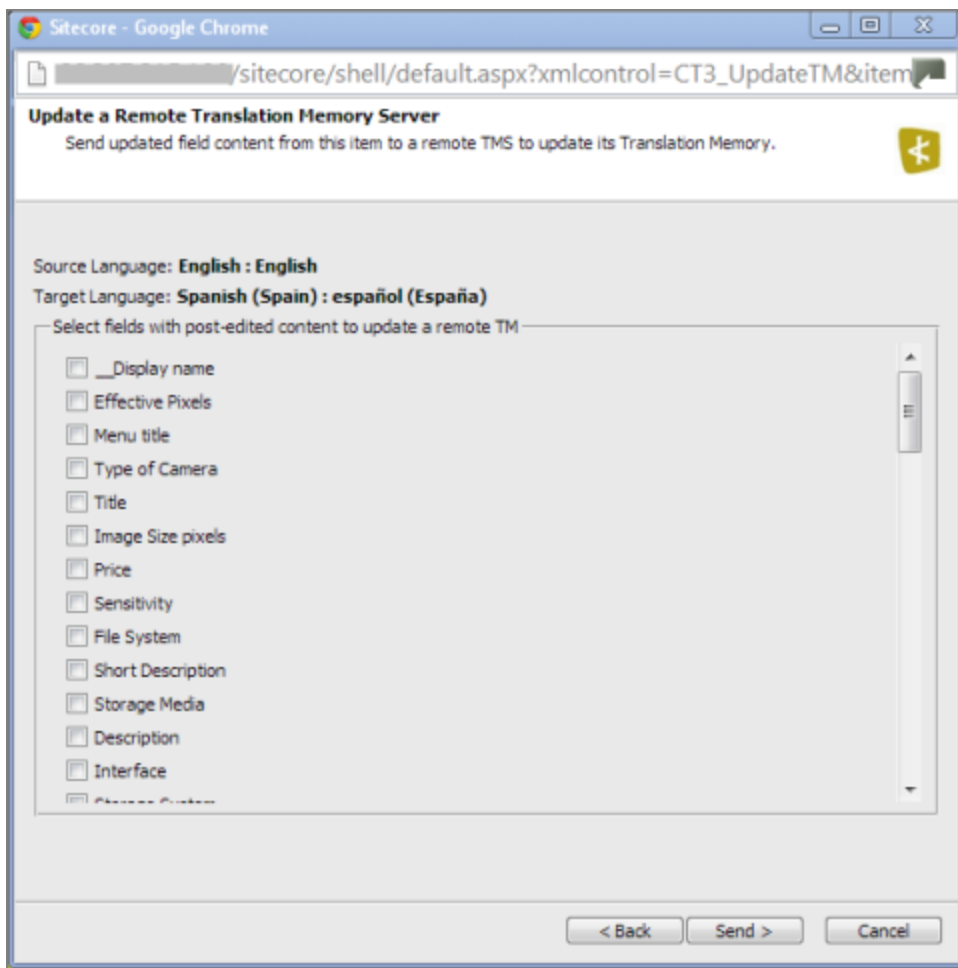 Sitecore - Google Chrome
/sitecore/shell/default.aspx?xmlcontrol=CT3_UpdateTM&item
Update a Remote Translation Memory Server
Send updated field content from this item to a remote TMS to update its Translation Memory.
Source Language: English : English
Target Language: Spanish (Spain) : español (España)
Select fields with post-edited content to update a remote TM
__Display name
Effective Pixels
Menu title
Type of Camera
Title
Image Size pixels
Price
Sensitivity
File System
Short Description
Storage Media
Description
Interface
Storage System
< Back
Send >
Cancel